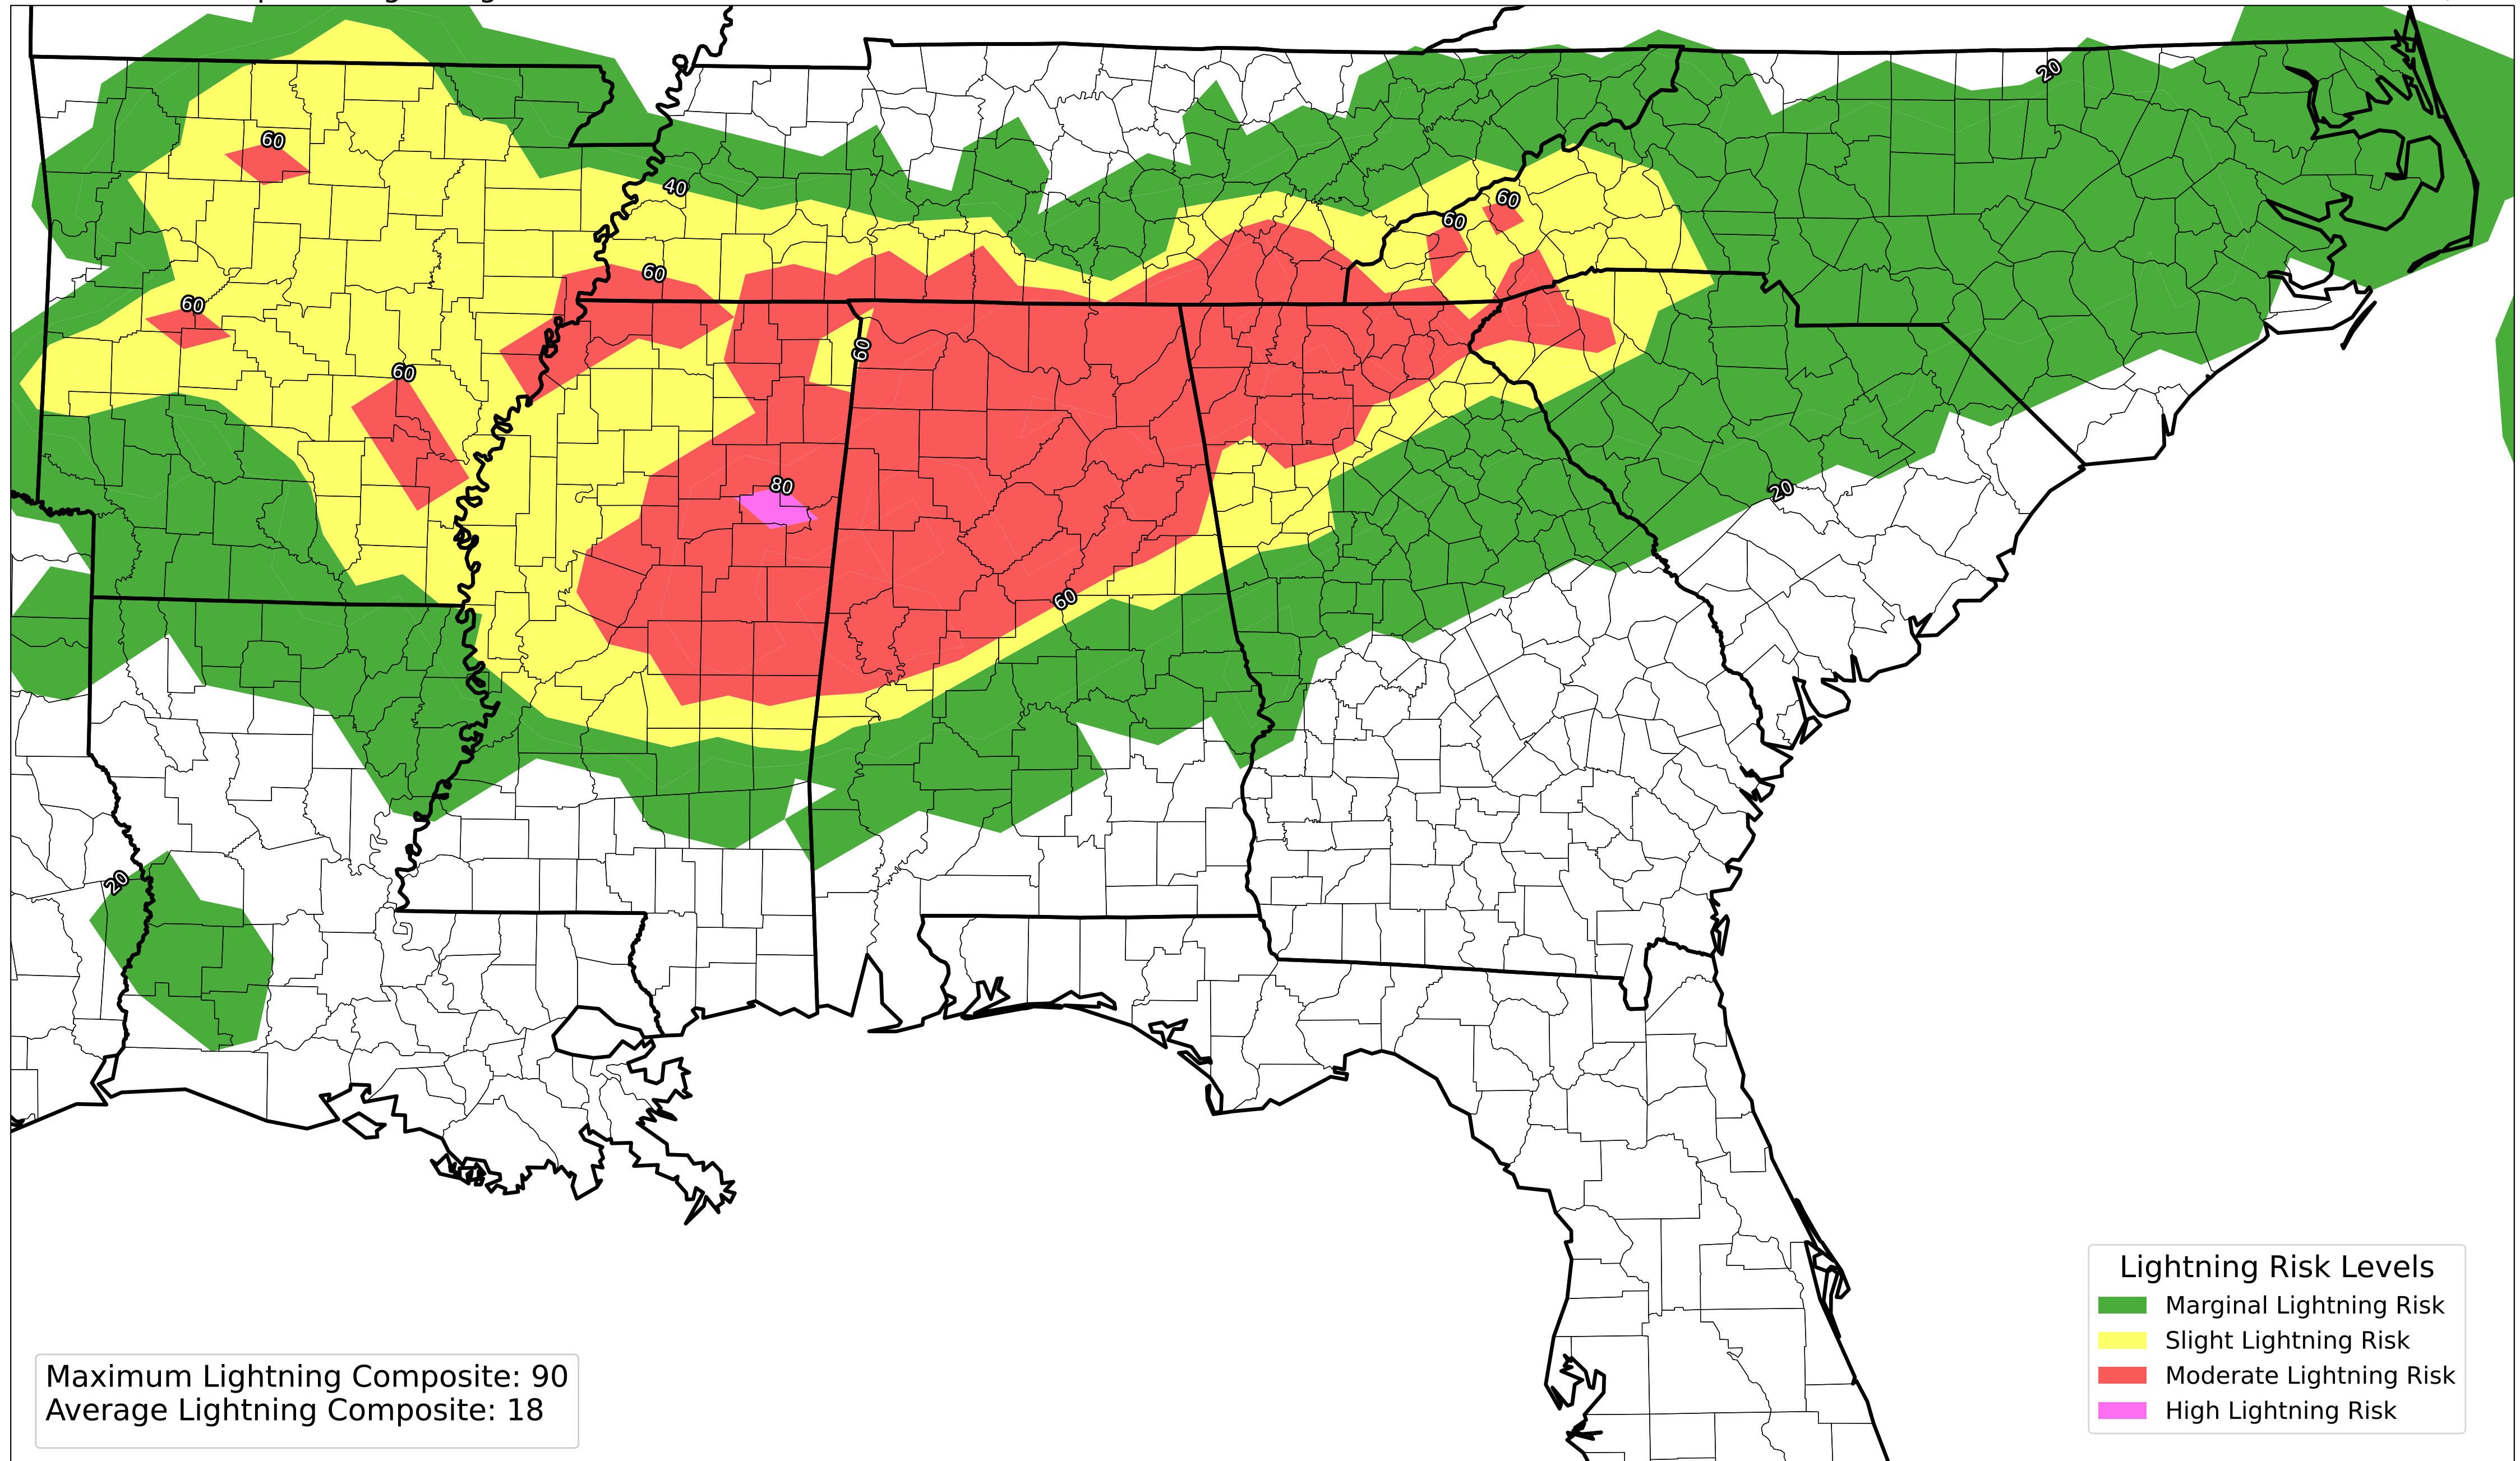 20
60
40
60
60
60
60
60
60
80
20
60
20
Lightning Risk Levels
Marginal Lightning Risk
Slight Lightning Risk
Moderate Lightning Risk
High Lightning Risk
Maximum Lightning Composite: 90
Average Lightning Composite: 18